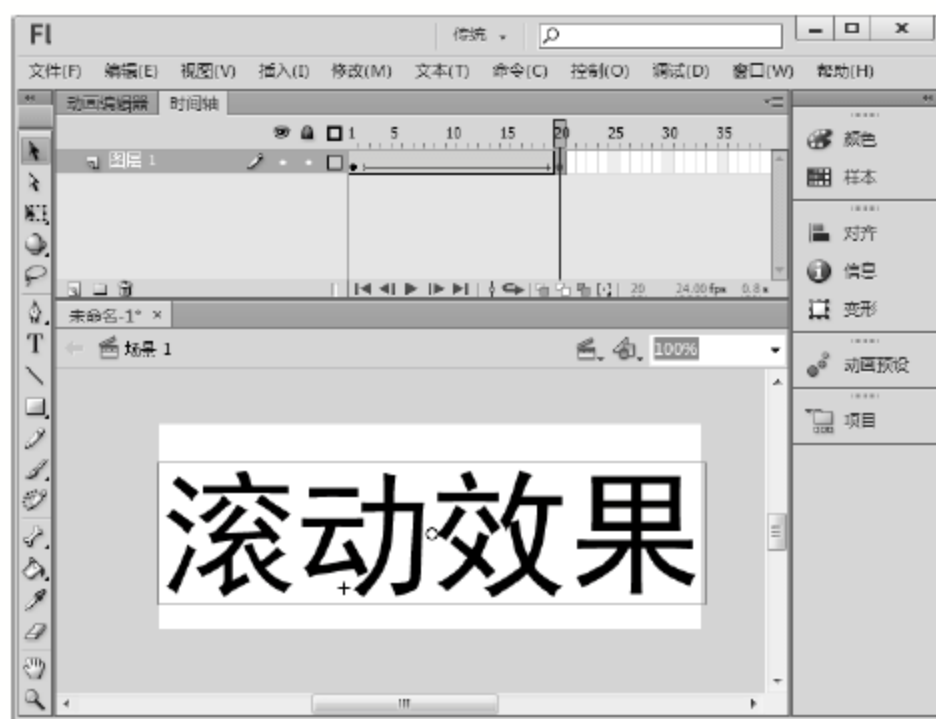 Fl 传统
文件(F) 编辑(E) 视图(V) 插入(I) 修改(M) 文本(T) 命令(C) 控制(O) 调试(D) 窗口(W) 帮助(H)
动画编辑器 时间轴
1 5 10 15 20 25 30 35
图层 1
20 24.00 fps 0.8 s
未命名-1* ×
场景 1 100%
滚动效果
T
颜色
样本
对齐
信息
变形
动画预设
项目